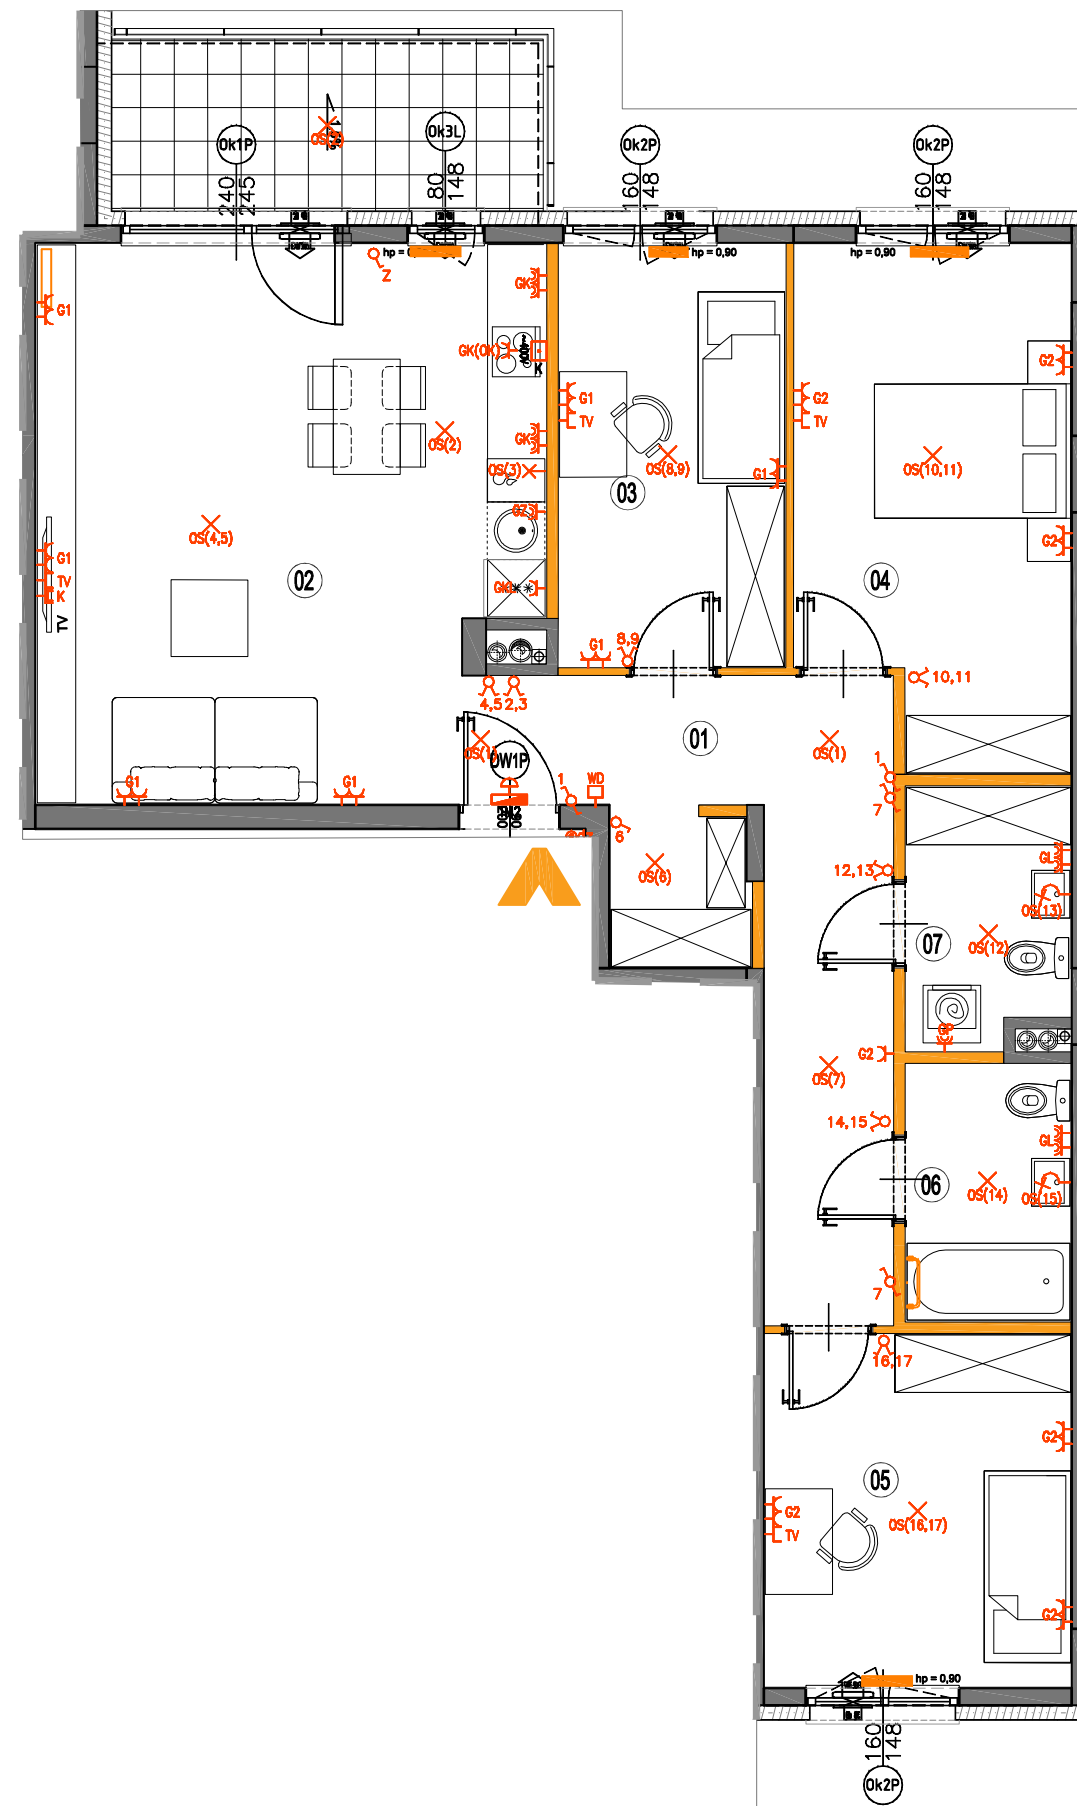 Ok1P
Ok3L
Ok2P
Ok2P
240
245
80
148
160
148
160
148
Z
hp = 0,90
hp = 0,90
G1
GK
GK(OK)
K
GK
OS(2)
OS(3)
OS(4,5)
G1
TV
K
TV
02
G1
TV
OS(8,9)
G1
03
G2
TV
G2
OS(10,11)
G2
04
G1
8,9
10,11
4,5
2,3
01
OS(1)
OS(1)
DW1P
G1
G1
1
WD
6
OS(6)
1
7
12,13
GL
OS(13)
OS(12)
07
GP
G2
OS(7)
14,15
GL
OS(14)
OS(15)
06
7
16,17
G2
05
G2
TV
OS(16,17)
G2
hp = 0,90
160
148
Ok2P